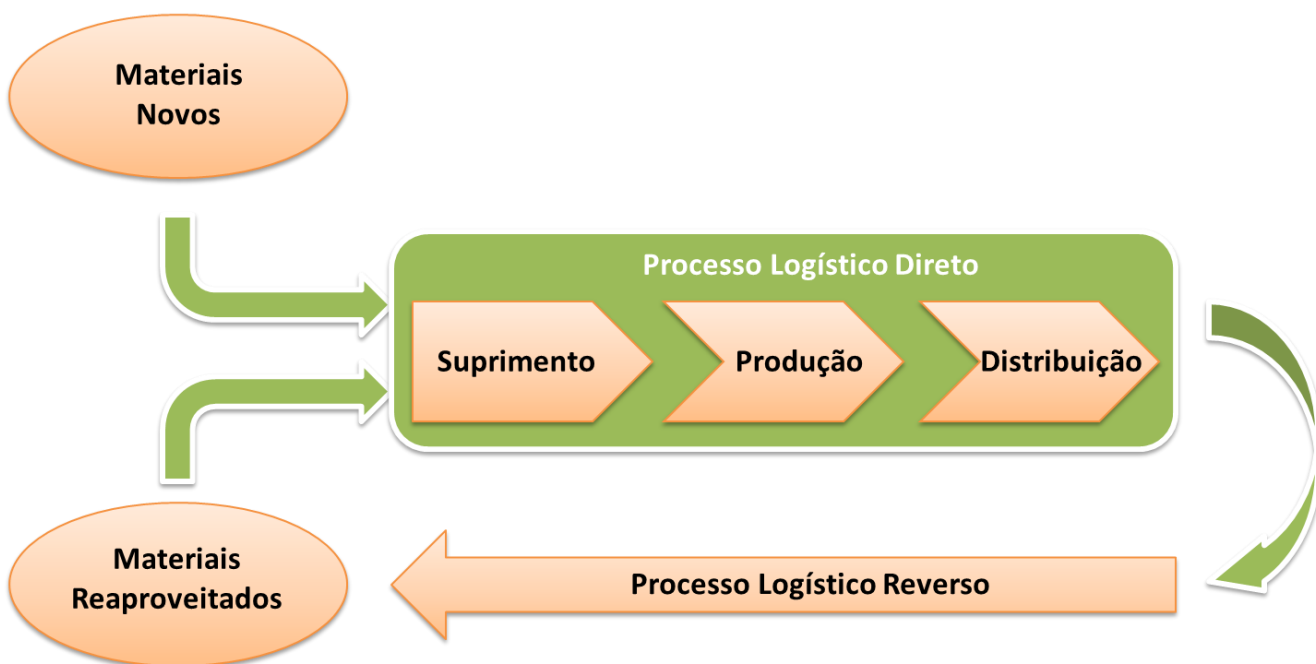 Materiais
Novos
Processo Logístico Direto
Suprimento
Produção
Distribuição
Materiais
Reaproveitados
Processo Logístico Reverso